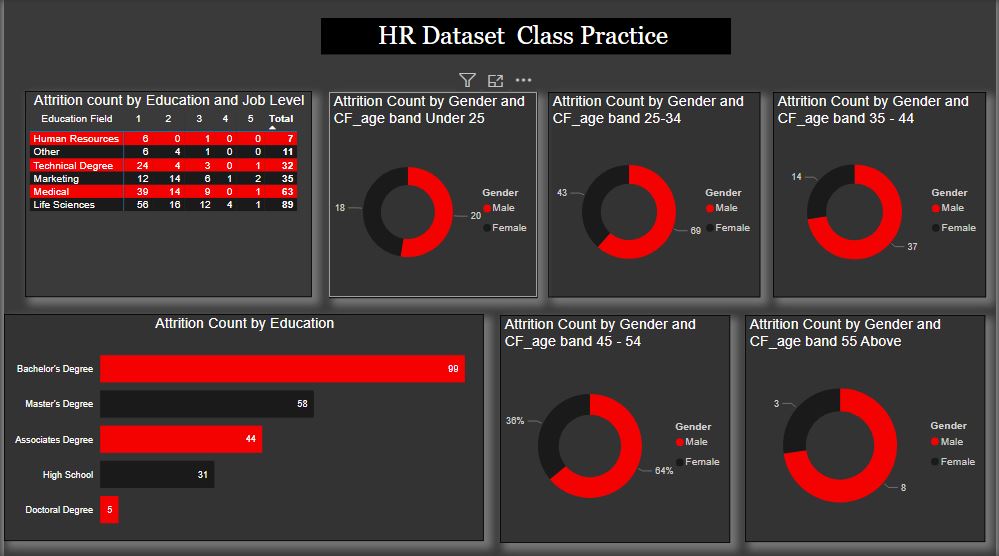 HR Dataset Class Practice
Attrition count by Education and Job Level
Education Field 1 2 3 4 5 Total
Human Resources 6 0 1 0 0 7
Other 6 4 1 0 0 11
Technical Degree 24 4 3 0 1 32
Marketing 12 14 6 1 2 35
Medical 39 14 9 0 1 63
Life Sciences 56 16 12 4 1 89
Attrition Count by Gender and
CF_age band Under 25
18
20
Gender
Male
Female
Attrition Count by Gender and
CF_age band 25-34
43
69
Gender
Male
Female
Attrition Count by Gender and
CF_age band 35 - 44
14
37
Gender
Male
Female
Attrition Count by Education
Bachelor's Degree 99
Master's Degree 58
Associates Degree 44
High School 31
Doctoral Degree 5
Attrition Count by Gender and
CF_age band 45 - 54
36%
64%
Gender
Male
Female
Attrition Count by Gender and
CF_age band 55 Above
3
8
Gender
Male
Female